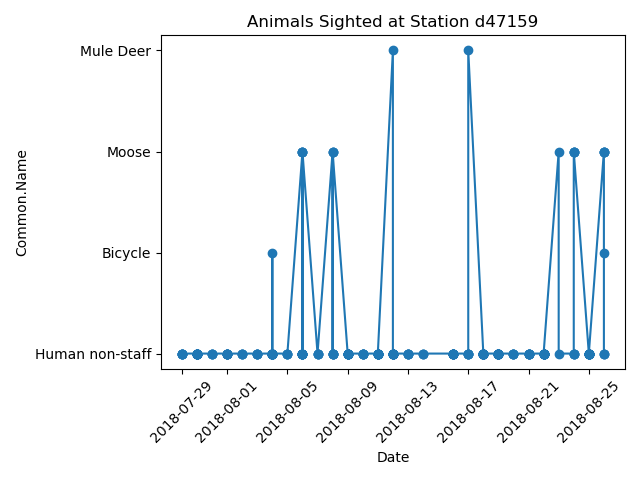 Animals Sighted at Station d47159
Mule Deer
Moose
Bicycle
Human non-staff
Common.Name
2018-07-29
2018-08-01
2018-08-05
2018-08-09
2018-08-13
2018-08-17
2018-08-21
2018-08-25
Date